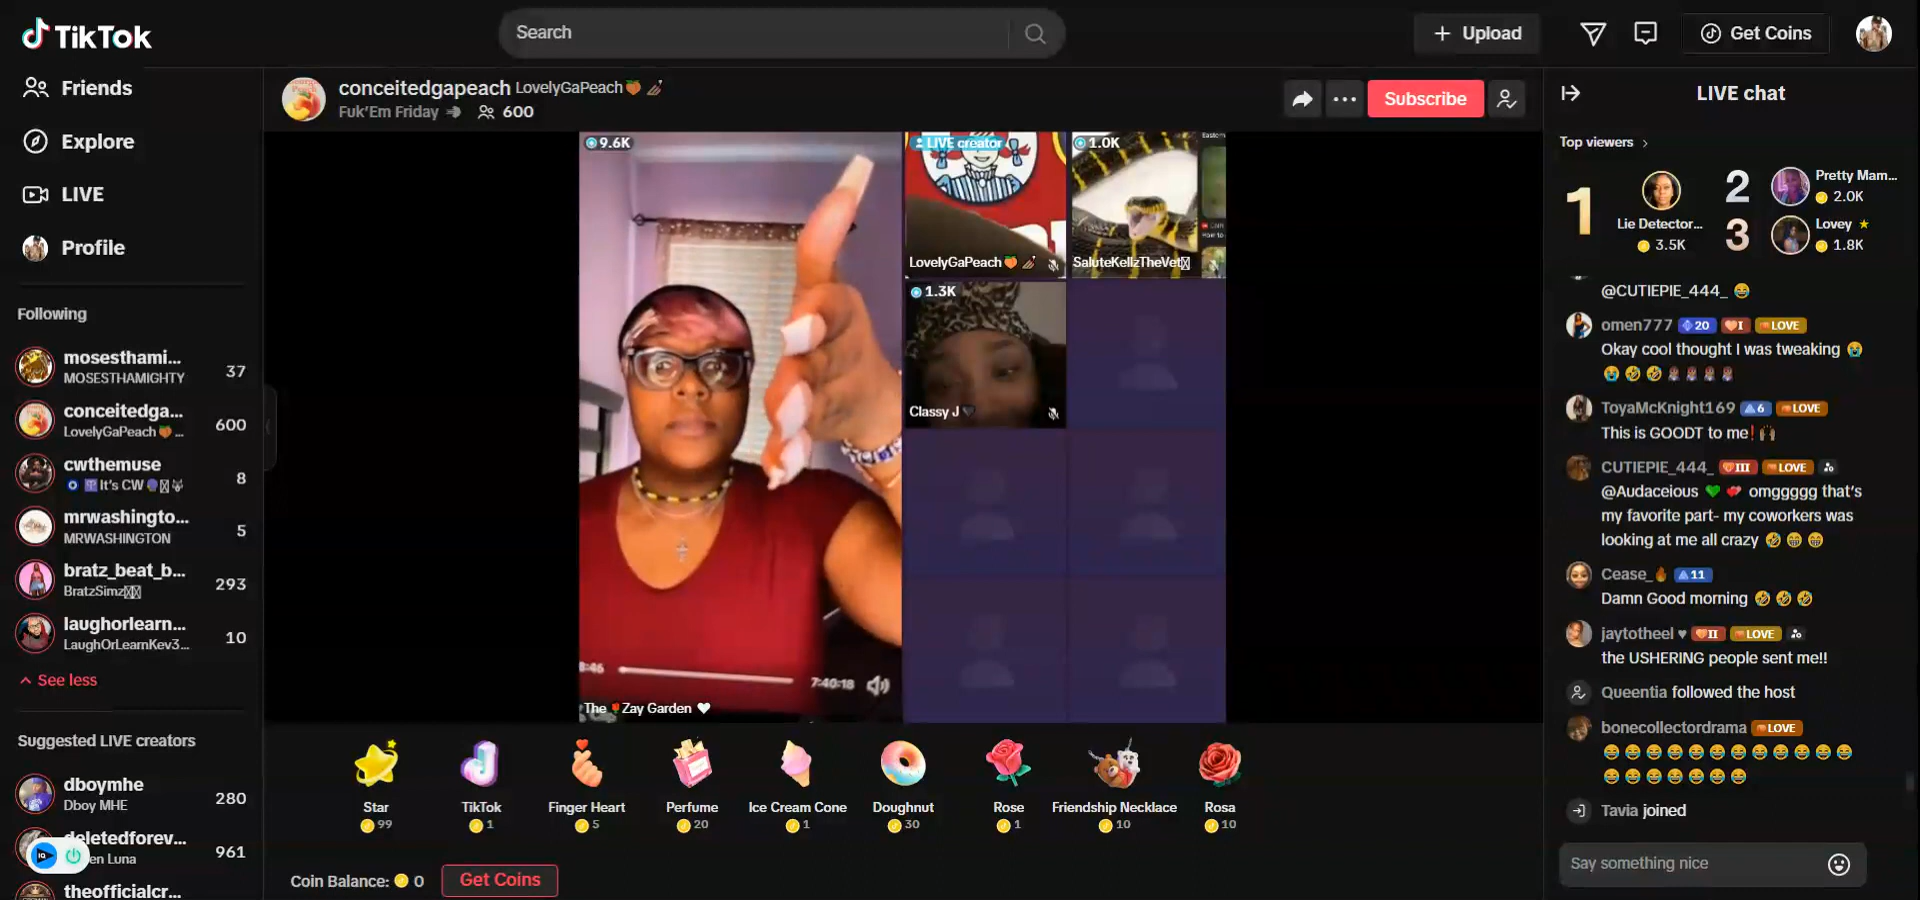 TikTok
Search
Upload
Get Coins
Friends
Explore
LIVE
Profile
Following
mosesthami...
MOSESTHAMIGHTY
37
conceitedga...
LovelyGaPeach🍑 ...
600
cwthemuse
It's CW
8
mrwashingto...
MRWASHINGTON
5
bratz_beat_b...
BratzSimz
293
laughorlearn...
LaughOrLearnKev3...
10
See less
Suggested LIVE creators
dboymhe
Dboy MHE
280
deletedforev...
en Luna
961
theofficialcr...
conceitedgapeach LovelyGaPeach🍑💅🏾
Fuk'Em Friday
600
Subscribe
9.6K
LIVE creator
LovelyGaPeach🍑💅🏾
1.0K
SaluteKellzTheVet
1.3K
Classy J🖤
8:46
7:40:18
The 🌹Zay Garden 🤍
Star
99
TikTok
1
Finger Heart
5
Perfume
20
Ice Cream Cone
1
Doughnut
30
Rose
1
Friendship Necklace
10
Rosa
10
Coin Balance: 0
Get Coins
LIVE chat
Top viewers
1
Lie Detector...
3.5K
2
Pretty Mam...
2.0K
3
Lovey ★
1.8K
@CUTIEPIE_444_ 😂
omen777 20 I LOVE
Okay cool thought I was tweaking 😭
😭🤣🤣
ToyaMcKnight169 6 LOVE
This is GOODT to me❗🙌🏾
CUTIEPIE_444_ III LOVE
@Audaceious 💚 💕 omggggg that's
my favorite part- my coworkers was
looking at me all crazy 🤣😁😁
Cease_🔥 11
Damn Good morning 🤣🤣🤣
jaytotheel ♥ II LOVE
the USHERING people sent me!!
Queentia followed the host
bonecollectordrama LOVE
😂😂😂😂😂😂😂😂😂😂😂😂
😂😂😂😂😂😂😂
Tavia joined
Say something nice